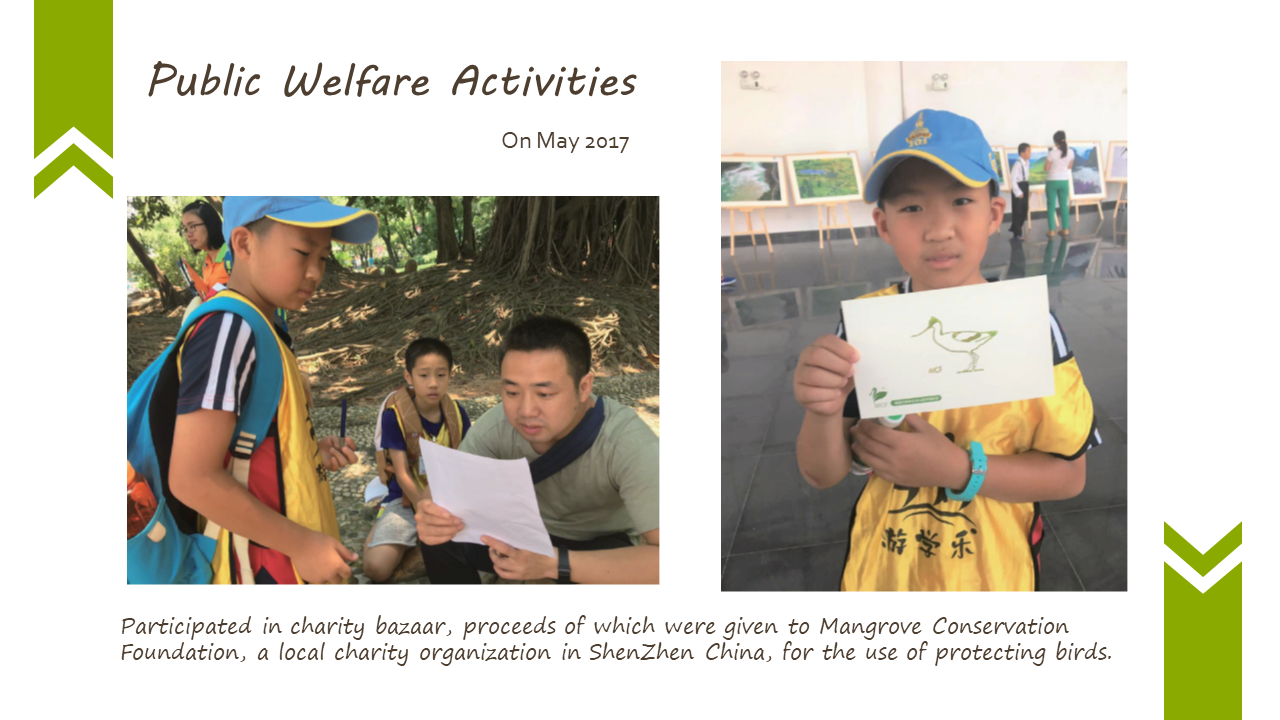 Public Welfare Activities
On May 2017
游学乐
Participated in charity bazaar, proceeds of which were given to Mangrove Conservation
Foundation, a local charity organization in ShenZhen China, for the use of protecting birds.